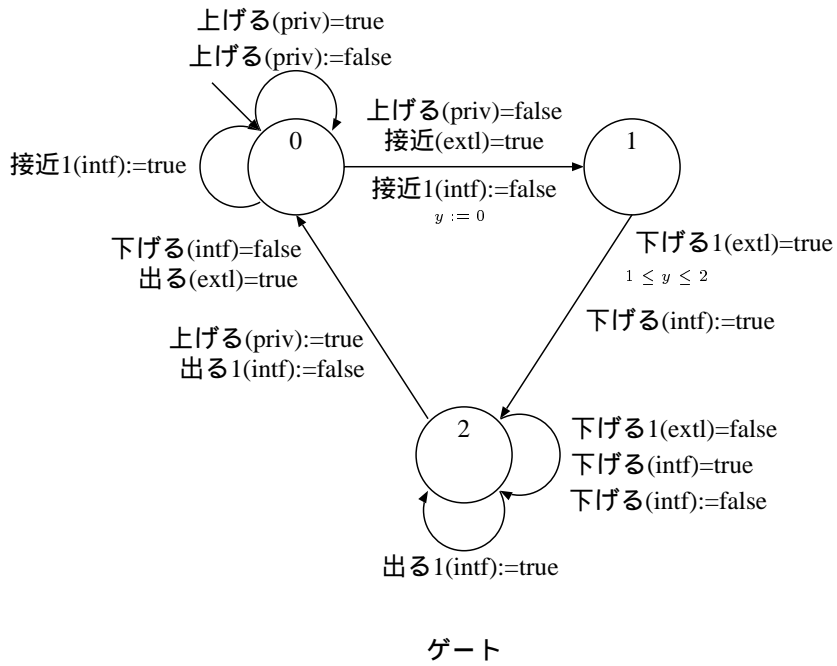 上げる(priv)=true
上げる(priv):=false
0
接近1(intf):=true
上げる(priv)=false
接近(extl)=true
接近1(intf):=false
y := 0
1
下げる1(extl)=true
1 ≤ y ≤ 2
下げる(intf):=true
下げる(intf)=false
出る(extl)=true
上げる(priv):=true
出る1(intf):=false
2
下げる1(extl)=false
下げる(intf)=true
下げる(intf):=false
出る1(intf):=true
ゲート